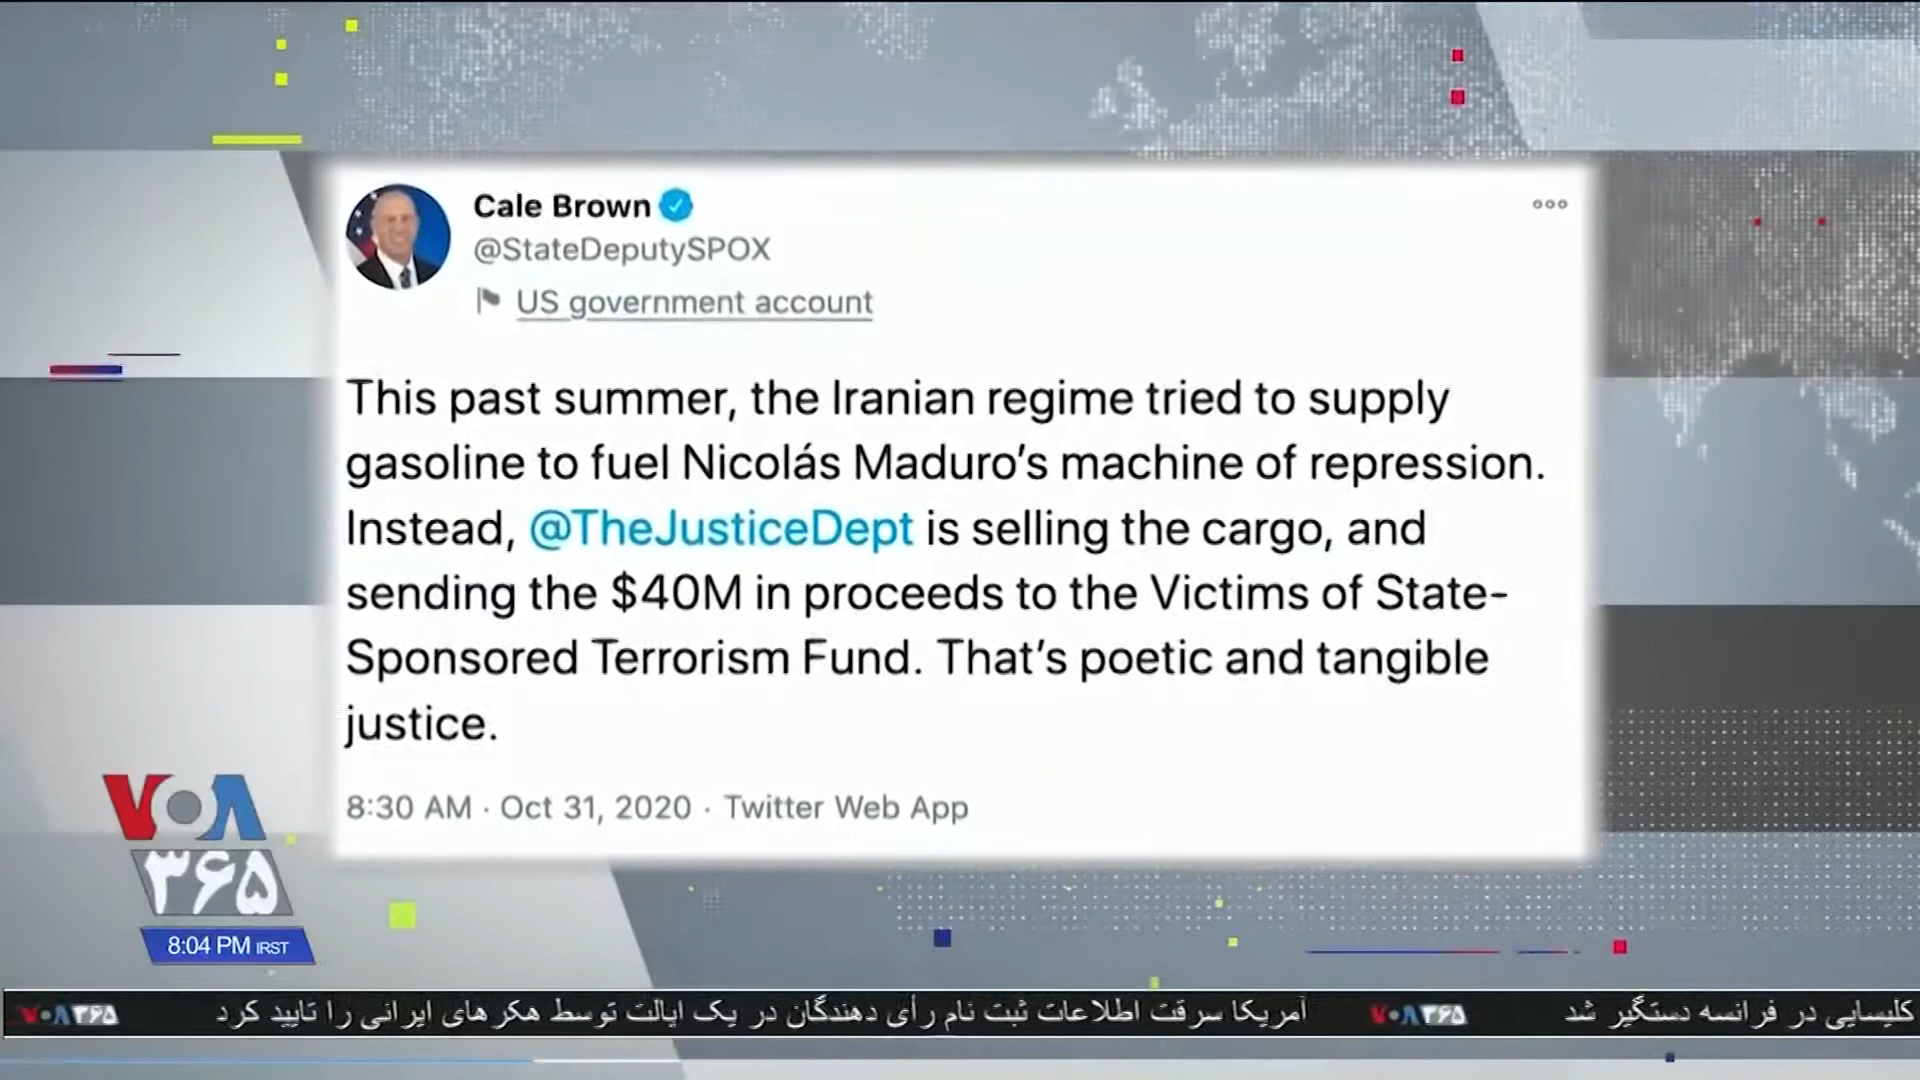 Cale Brown
@StateDeputySPOX
US government account
This past summer, the Iranian regime tried to supply
gasoline to fuel Nicolás Maduro’s machine of repression.
Instead, @TheJusticeDept is selling the cargo, and
sending the $40M in proceeds to the Victims of State-
Sponsored Terrorism Fund. That’s poetic and tangible
justice.
8:30 AM · Oct 31, 2020 · Twitter Web App
VOA
۳۶۵
8:04 PM IRST
کلیسایی در فرانسه دستگیر شد VOA۳۶۵ آمریکا سرقت اطلاعات ثبت نام رأی دهندگان در یک ایالت توسط هکرهای ایرانی را تایید کرد VOA۳۶۵